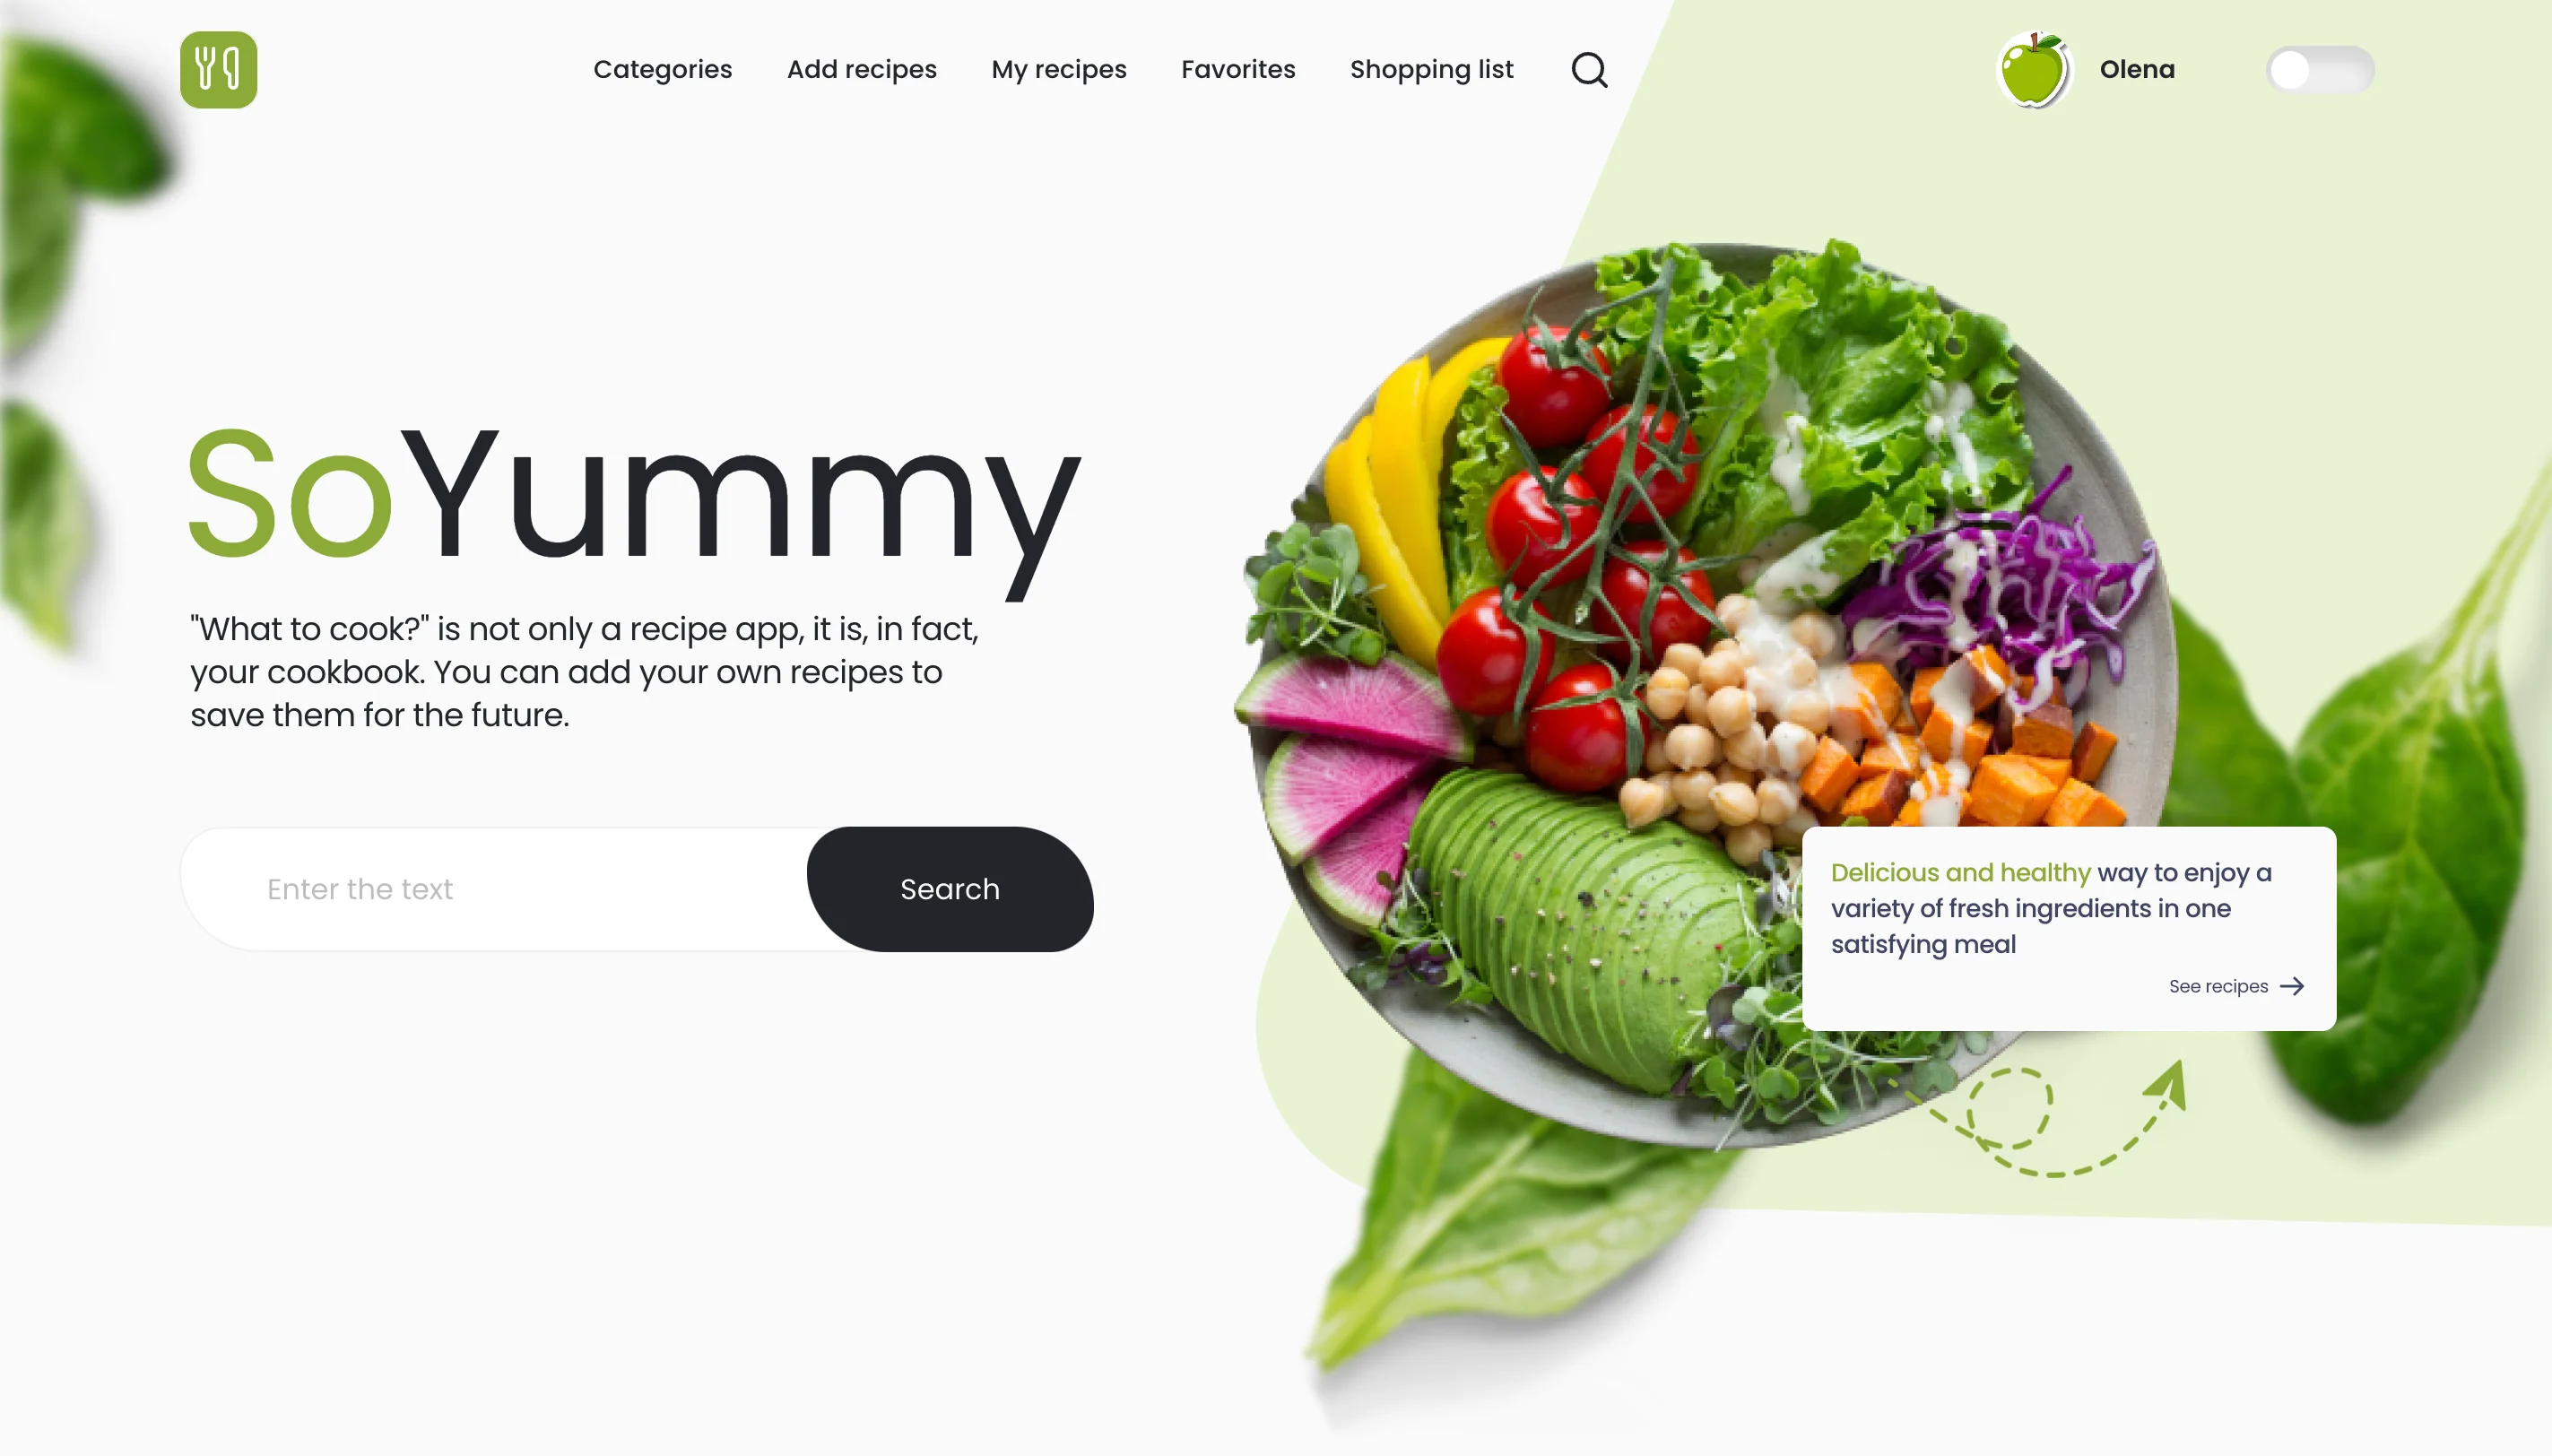 Categories
Add recipes
My recipes
Favorites
Shopping list
Olena
SoYummy
"What to cook?" is not only a recipe app, it is, in fact,
your cookbook. You can add your own recipes to
save them for the future.
Enter the text
Search
Delicious and healthy way to enjoy a
variety of fresh ingredients in one
satisfying meal
See recipes